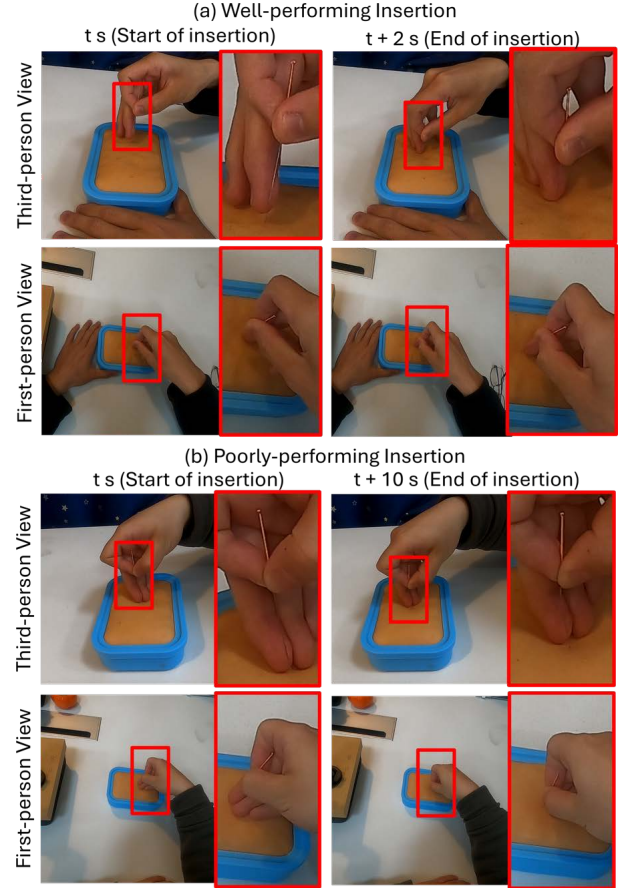 (a) Well-performing Insertion
t s (Start of insertion)
t + 2 s (End of insertion)
Third-person View
First-person View
(b) Poorly-performing Insertion
t s (Start of insertion)
t + 10 s (End of insertion)
Third-person View
First-person View